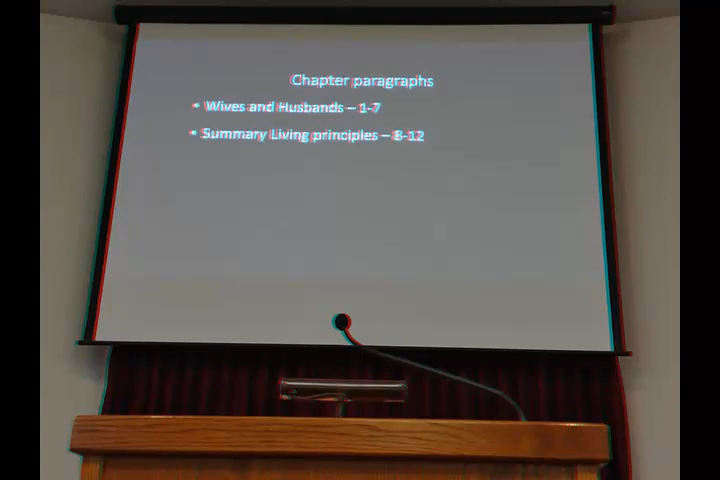 Chapter paragraphs
• Wives and Husbands – 1-7
• Summary Living principles – 8-12